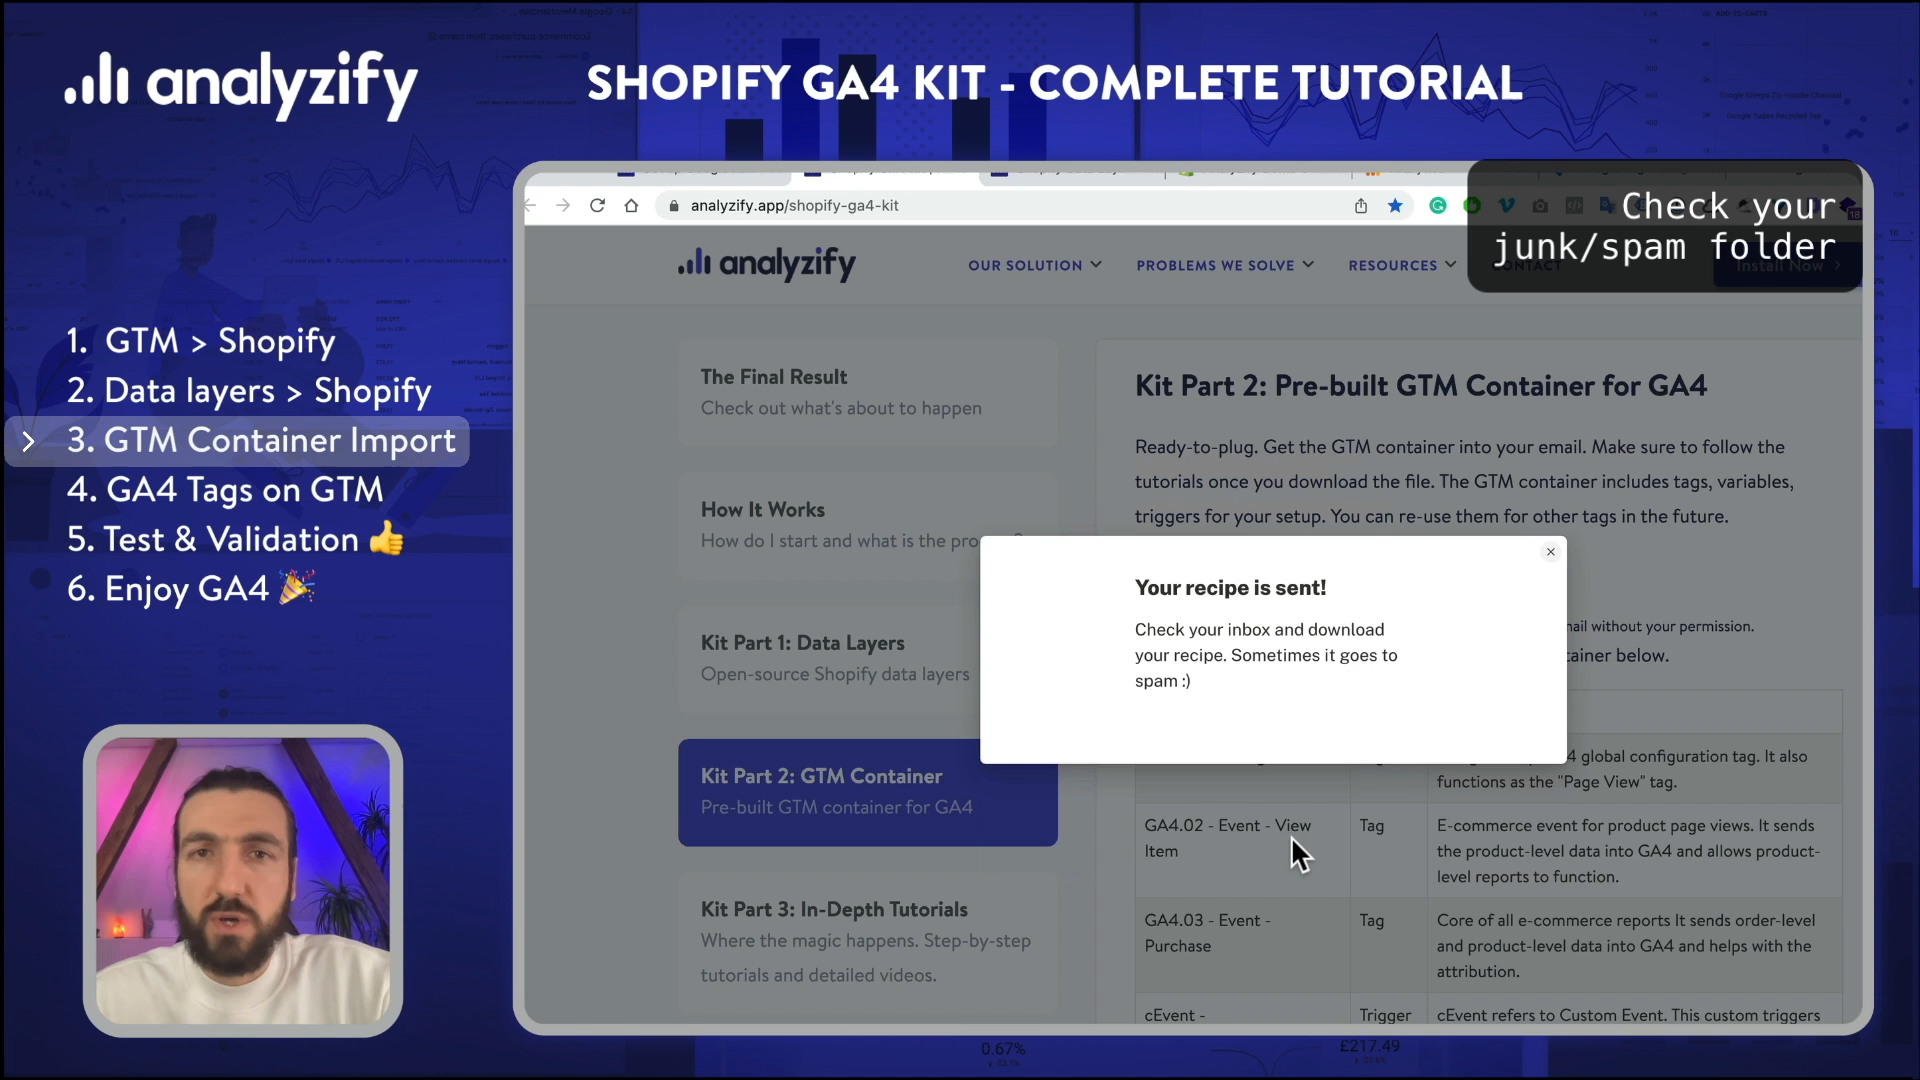 analyzify
SHOPIFY GA4 KIT - COMPLETE TUTORIAL
1. GTM > Shopify
2. Data layers > Shopify
3. GTM Container Import
4. GA4 Tags on GTM
5. Test & Validation 👍
6. Enjoy GA4 🎉
analyzify.app/shopify-ga4-kit
18
Check your
junk/spam folder
analyzify
OUR SOLUTION
PROBLEMS WE SOLVE
RESOURCES
CONTACT
Install Now
The Final Result
Check out what's about to happen
How It Works
How do I start and what is the pro
Kit Part 1: Data Layers
Open-source Shopify data layers
Kit Part 2: GTM Container
Pre-built GTM container for GA4
Kit Part 3: In-Depth Tutorials
Where the magic happens. Step-by-step
tutorials and detailed videos.
Kit Part 2: Pre-built GTM Container for GA4
Ready-to-plug. Get the GTM container into your email. Make sure to follow the
tutorials once you download the file. The GTM container includes tags, variables,
triggers for your setup. You can re-use them for other tags in the future.
Your recipe is sent!
Check your inbox and download
your recipe. Sometimes it goes to
spam :)
ail without your permission.
tainer below.
4 global configuration tag. It also
functions as the "Page View" tag.
GA4.02 - Event - View
Item
Tag
E-commerce event for product page views. It sends
the product-level data into GA4 and allows product-
level reports to function.
GA4.03 - Event -
Purchase
Tag
Core of all e-commerce reports It sends order-level
and product-level data into GA4 and helps with the
attribution.
cEvent -
Trigger
cEvent refers to Custom Event. This custom triggers
0.67%
£217.49